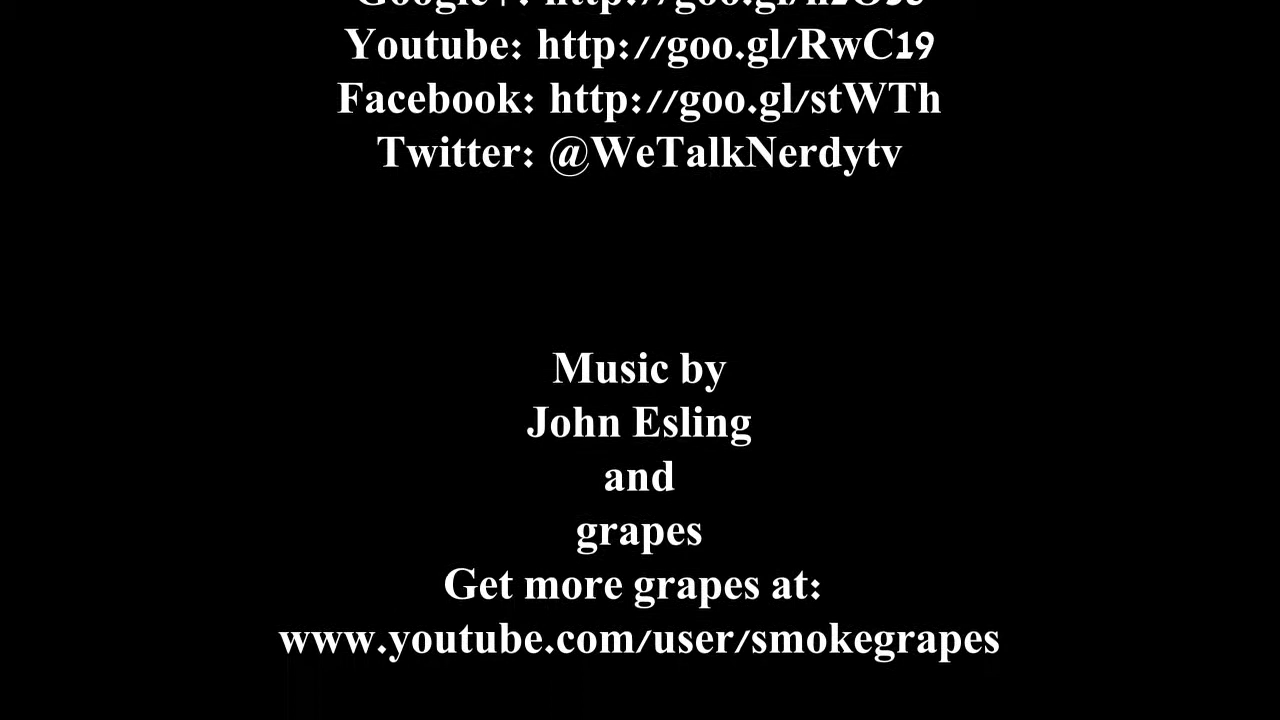 Google+:
Youtube: http://goo.gl/RwC19
Facebook: http://goo.gl/stWTh
Twitter: @WeTalkNerdytv
Music by
John Esling
and
grapes
Get more grapes at:
www.youtube.com/user/smokegrapes